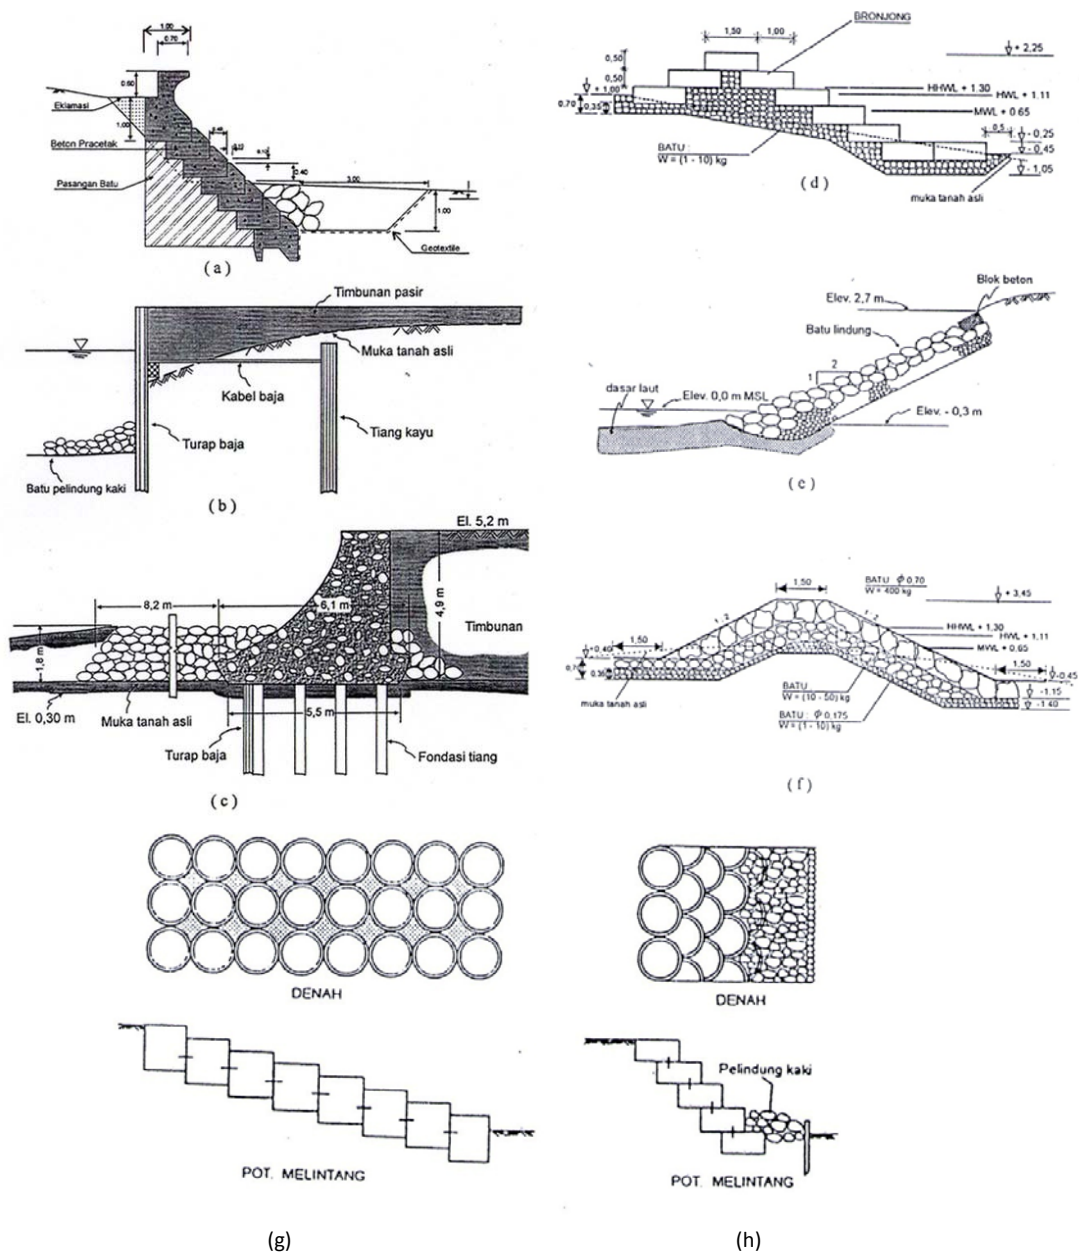 1.00
0.70
0.60
Eklamasi
1.00
Beton Pracetak
Pasangan Batu
0.40
3.00
1.00
Geotextile
( a )
Timbunan pasir
Muka tanah asli
Kabel baja
Turap baja
Tiang kayu
Batu pelindung kaki
( b )
El. 5,2 m
8,2 m
6,1 m
4,9 m
Timbunan
1,8 m
El. 0,30 m
Muka tanah asli
5,5 m
Turap baja
Fondasi tiang
( c )
BRONJONG
1,50
1,00
+ 2,25
0,50
0,50
+ 1,00
0,70
0,35
HHWL + 1.30
HWL + 1.11
MWL + 0.65
0,5
- 0,25
- 0,45
- 1,05
BATU :
W = (1 - 10) kg
muka tanah asli
( d )
Blok beton
Elev. 2,7 m
Batu lindung
2
1
dasar laut
Elev. 0,0 m MSL
Elev. - 0,3 m
( e )
1,50
BATU : ϕ 0.70
W = 400 kg
+ 3,45
HHWL + 1.30
HWL + 1.11
MWL + 0.65
1,50
+0,40
1,50
-0.45
-1.15
-1.40
muka tanah asli
BATU
W = (10 - 50) kg
BATU : ϕ 0,175
W = (1 - 10) kg
( f )
DENAH
POT. MELINTANG
(g)
DENAH
Pelindung kaki
POT. MELINTANG
(h)